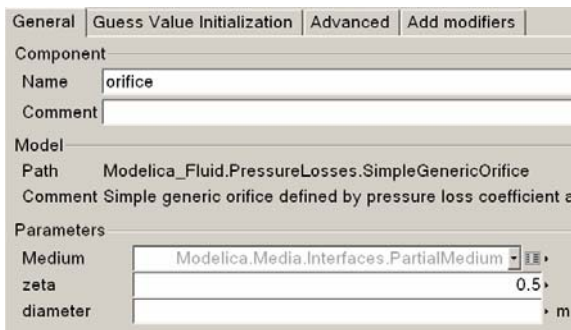 General Guess Value Initialization Advanced Add modifiers
Component
Name orifice
Comment
Model
Path Modelica_Fluid.PressureLosses.SimpleGenericOrifice
Comment Simple generic orifice defined by pressure loss coefficient a
Parameters
Medium Modelica.Media.Interfaces.PartialMedium
zeta 0.5
diameter m